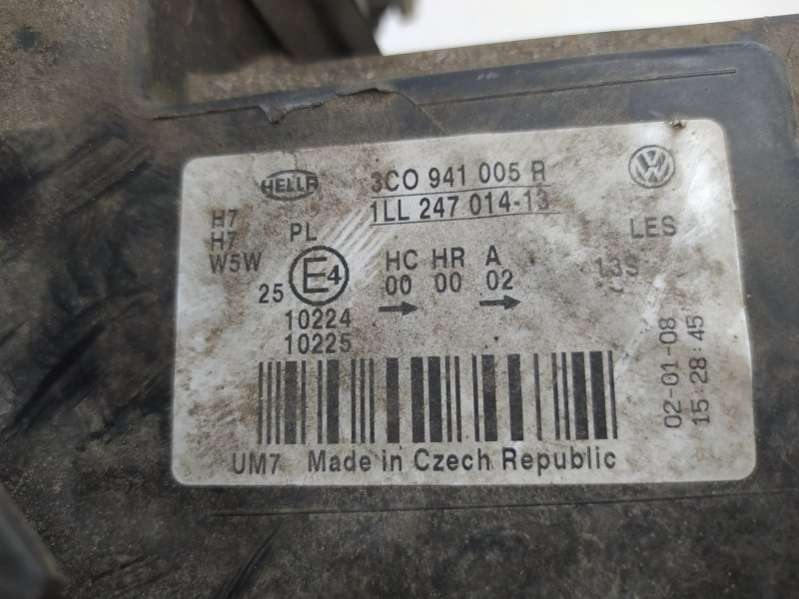 HELLA
3C0 941 005 R
1LL 247 014-13
H7
H7
W5W
PL
LES
E4
25
HC HR A
00 00 02
10224
10225
02-01-08
15:28:45
UM7 Made in Czech Republic